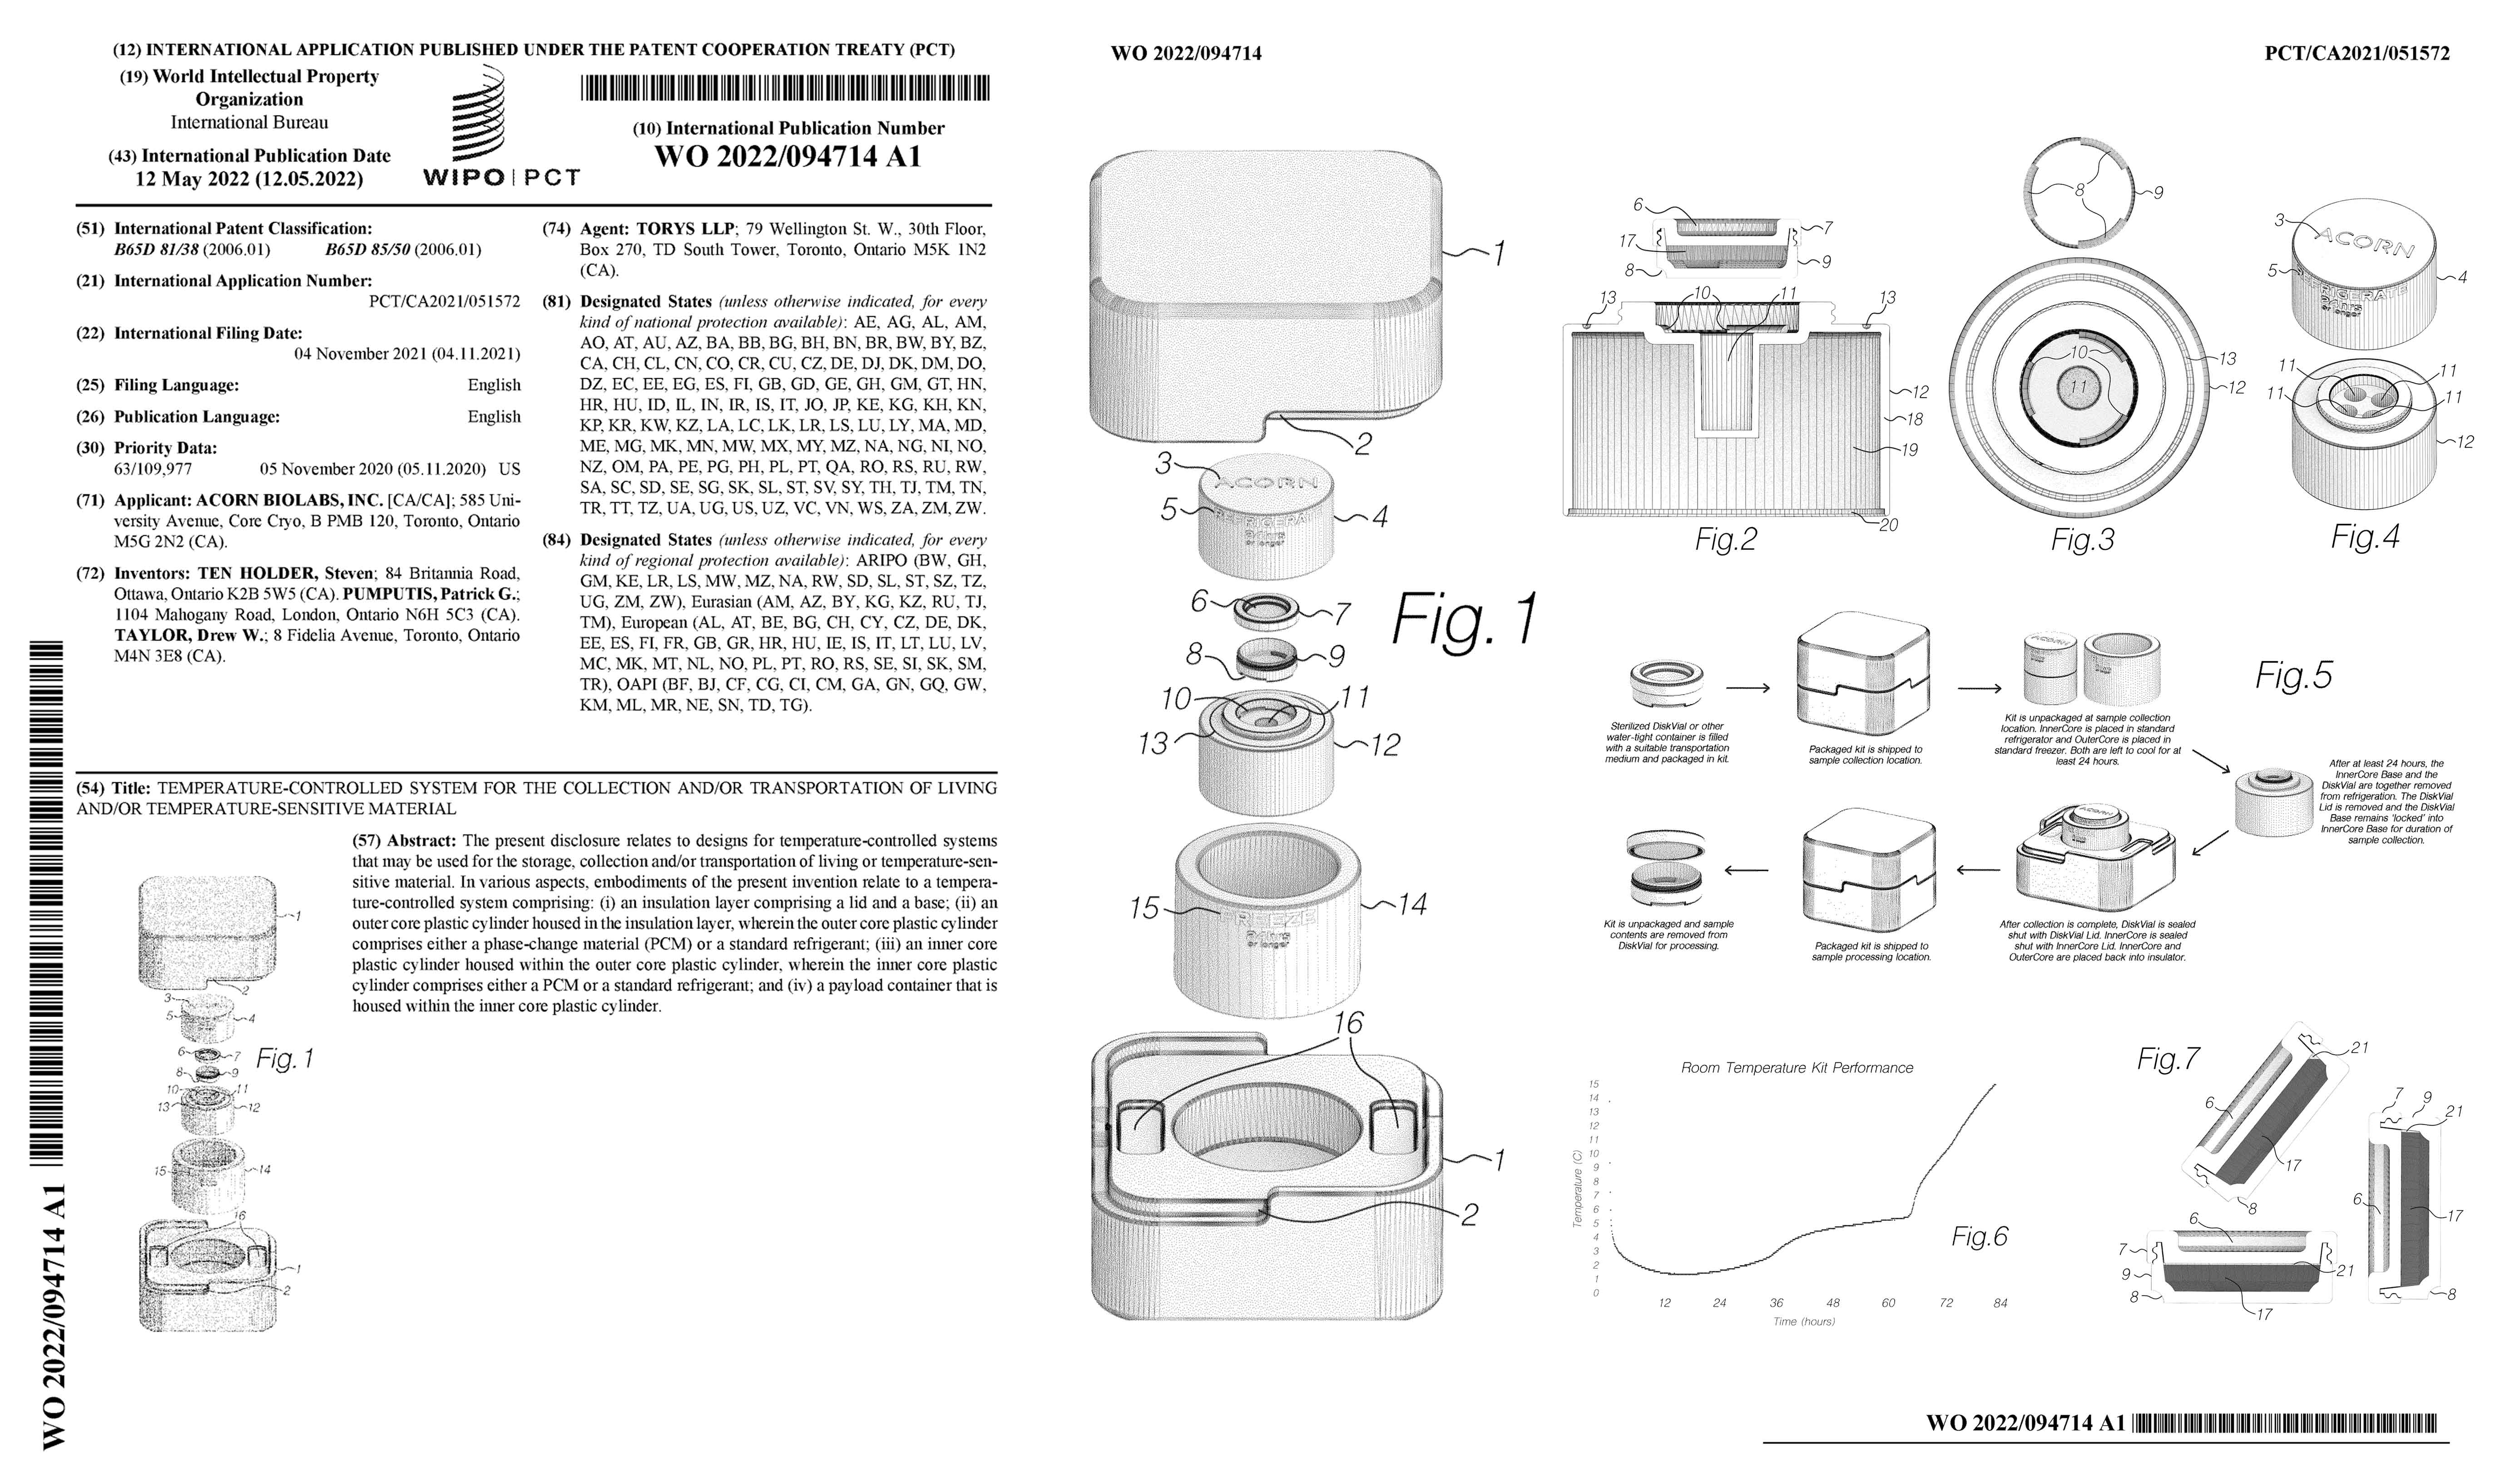 (12) INTERNATIONAL APPLICATION PUBLISHED UNDER THE PATENT COOPERATION TREATY (PCT)
(19) World Intellectual Property
Organization
International Bureau
(43) International Publication Date
12 May 2022 (12.05.2022)
WIPO | PCT
(10) International Publication Number
WO 2022/094714 A1
(51) International Patent Classification:
B65D 81/38 (2006.01) B65D 85/50 (2006.01)
(21) International Application Number:
PCT/CA2021/051572
(22) International Filing Date:
04 November 2021 (04.11.2021)
(25) Filing Language: English
(26) Publication Language: English
(30) Priority Data:
63/109,977 05 November 2020 (05.11.2020) US
(71) Applicant: ACORN BIOLABS, INC. [CA/CA]; 585 Uni-
versity Avenue, Core Cryo, B PMB 120, Toronto, Ontario
M5G 2N2 (CA).
(72) Inventors: TEN HOLDER, Steven; 84 Britannia Road,
Ottawa, Ontario K2B 5W5 (CA). PUMPUTIS, Patrick G.;
1104 Mahogany Road, London, Ontario N6H 5C3 (CA).
TAYLOR, Drew W.; 8 Fidelia Avenue, Toronto, Ontario
M4N 3E8 (CA).
(74) Agent: TORYS LLP; 79 Wellington St. W., 30th Floor,
Box 270, TD South Tower, Toronto, Ontario M5K 1N2
(CA).
(81) Designated States (unless otherwise indicated, for every
kind of national protection available): AE, AG, AL, AM,
AO, AT, AU, AZ, BA, BB, BG, BH, BN, BR, BW, BY, BZ,
CA, CH, CL, CN, CO, CR, CU, CZ, DE, DJ, DK, DM, DO,
DZ, EC, EE, EG, ES, FI, GB, GD, GE, GH, GM, GT, HN,
HR, HU, ID, IL, IN, IR, IS, IT, JO, JP, KE, KG, KH, KN,
KP, KR, KW, KZ, LA, LC, LK, LR, LS, LU, LY, MA, MD,
ME, MG, MK, MN, MW, MX, MY, MZ, NA, NG, NI, NO,
NZ, OM, PA, PE, PG, PH, PL, PT, QA, RO, RS, RU, RW,
SA, SC, SD, SE, SG, SK, SL, ST, SV, SY, TH, TJ, TM, TN,
TR, TT, TZ, UA, UG, US, UZ, VC, VN, WS, ZA, ZM, ZW.
(84) Designated States (unless otherwise indicated, for every
kind of regional protection available): ARIPO (BW, GH,
GM, KE, LR, LS, MW, MZ, NA, RW, SD, SL, ST, SZ, TZ,
UG, ZM, ZW), Eurasian (AM, AZ, BY, KG, KZ, RU, TJ,
TM), European (AL, AT, BE, BG, CH, CY, CZ, DE, DK,
EE, ES, FI, FR, GB, GR, HR, HU, IE, IS, IT, LT, LU, LV,
MC, MK, MT, NL, NO, PL, PT, RO, RS, SE, SI, SK, SM,
TR), OAPI (BF, BJ, CF, CG, CI, CM, GA, GN, GQ, GW,
KM, ML, MR, NE, SN, TD, TG).
(54) Title: TEMPERATURE-CONTROLLED SYSTEM FOR THE COLLECTION AND/OR TRANSPORTATION OF LIVING
AND/OR TEMPERATURE-SENSITIVE MATERIAL
(57) Abstract: The present disclosure relates to designs for temperature-controlled systems
that may be used for the storage, collection and/or transportation of living or temperature-sen-
sitive material. In various aspects, embodiments of the present invention relate to a tempera-
ture-controlled system comprising: (i) an insulation layer comprising a lid and a base; (ii) an
outer core plastic cylinder housed in the insulation layer, wherein the outer core plastic cylinder
comprises either a phase-change material (PCM) or a standard refrigerant; (iii) an inner core
plastic cylinder housed within the outer core plastic cylinder, wherein the inner core plastic
cylinder comprises either a PCM or a standard refrigerant; and (iv) a payload container that is
housed within the inner core plastic cylinder.
1
2
3
5 4
6 7
Fig.1
8 9
10 11
13 12
15 14
16
1
2
WO 2022/094714 A1
WO 2022/094714
PCT/CA2021/051572
1
2
3
ACORN
5 REFRIGERAT 4
24hrs
or longer
6 7
Fig.1
8 9
10 11
13 12
15 FREEZE 14
24hrs
or longer
16
1
2
6
7
17
8 9
13 10 11 13
12
18
19
20
Fig.2
8 9
10
13
11 12
Fig.3
3 ACORN
5 4
FRIGERATE
24hrs
or longer
11 11
11 11
12
Fig.4
Fig.5
Sterilized DiskVial or other
water-tight container is filled
with a suitable transportation
medium and packaged in kit.
Packaged kit is shipped to
sample collection location.
ACORN
Kit is unpackaged at sample collection
location. InnerCore is placed in standard
refrigerator and OuterCore is placed in
standard freezer. Both are left to cool for at
least 24 hours.
After at least 24 hours, the
InnerCore Base and the
DiskVial are together removed
from refrigeration. The DiskVial
Lid is removed and the DiskVial
Base remains 'locked' into
InnerCore Base for duration of
sample collection.
ACORN
After collection is complete, DiskVial is sealed
shut with DiskVial Lid. InnerCore is sealed
shut with InnerCore Lid. InnerCore and
OuterCore are placed back into insulator.
Packaged kit is shipped to
sample processing location.
Kit is unpackaged and sample
contents are removed from
DiskVial for processing.
Room Temperature Kit Performance
Temperature (C)
15
14
13
12
11
10
9
8
7
6
5
4
3
2
1
0
12 24 36 48 60 72 84
Time (hours)
Fig.6
Fig.7
21
6
17
8
7 9 21
6
17
8
6
7
9 21
8
17
WO 2022/094714 A1